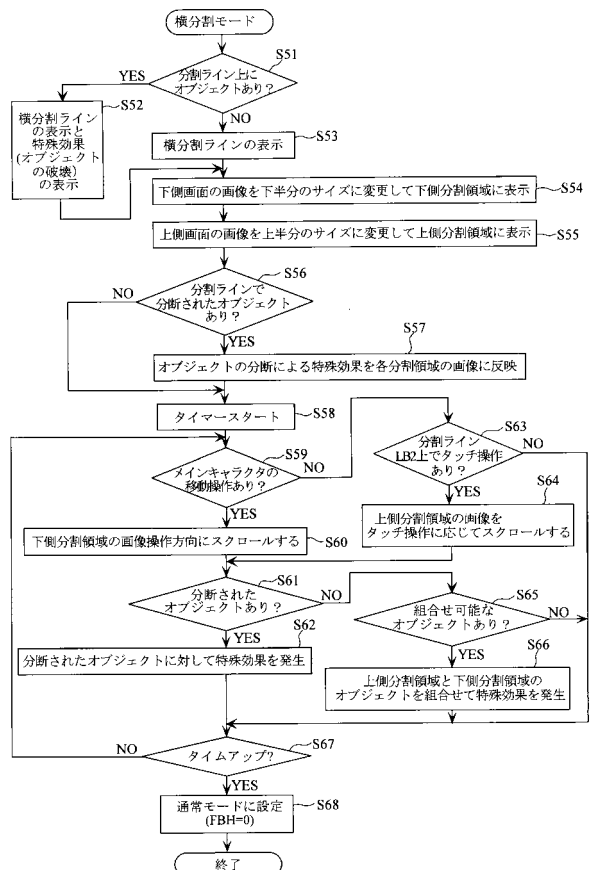 横分割モード
S51
分割ライン上に
オブジェクトあり?
YES
S52
横分割ライン
の表示と
特殊効果
(オブジェクト
の破壊)
の表示
NO
S53
横分割ラインの表示
下側画面の画像を下半分のサイズに変更して下側分割領域に表示
S54
上側画面の画像を上半分のサイズに変更して上側分割領域に表示
S55
S56
分割ラインで
分断されたオブジェクト
あり?
NO
YES
S57
オブジェクトの分断による特殊効果を各分割領域の画像に反映
タイマースタート
S58
S59
メインキャラクタの
移動操作あり?
NO
S63
分割ライン
LB2上でタッチ操作
あり?
NO
YES
YES
S64
下側分割領域の画像操作方向にスクロールする
S60
上側分割領域の画像を
タッチ操作に応じてスクロールする
S61
分断された
オブジェクトあり?
NO
S65
組合せ可能な
オブジェクトあり?
NO
YES
S62
分断されたオブジェクトに対して特殊効果を発生
YES
S66
上側分割領域と下側分割領域の
オブジェクトを組合せて特殊効果を発生
S67
タイムアップ?
NO
YES
通常モードに設定
(FBH=0)
S68
終了